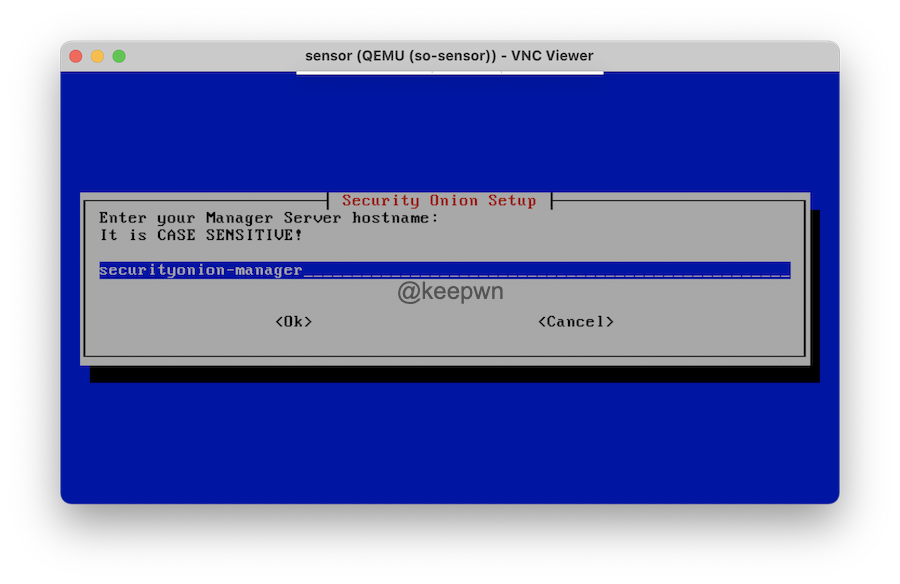 sensor (QEMU (so-sensor)) - VNC Viewer
Security Onion Setup
Enter your Manager Server hostname:
It is CASE SENSITIVE!
securityonion-manager__________________________________________________
@keepwn
<Ok> <Cancel>